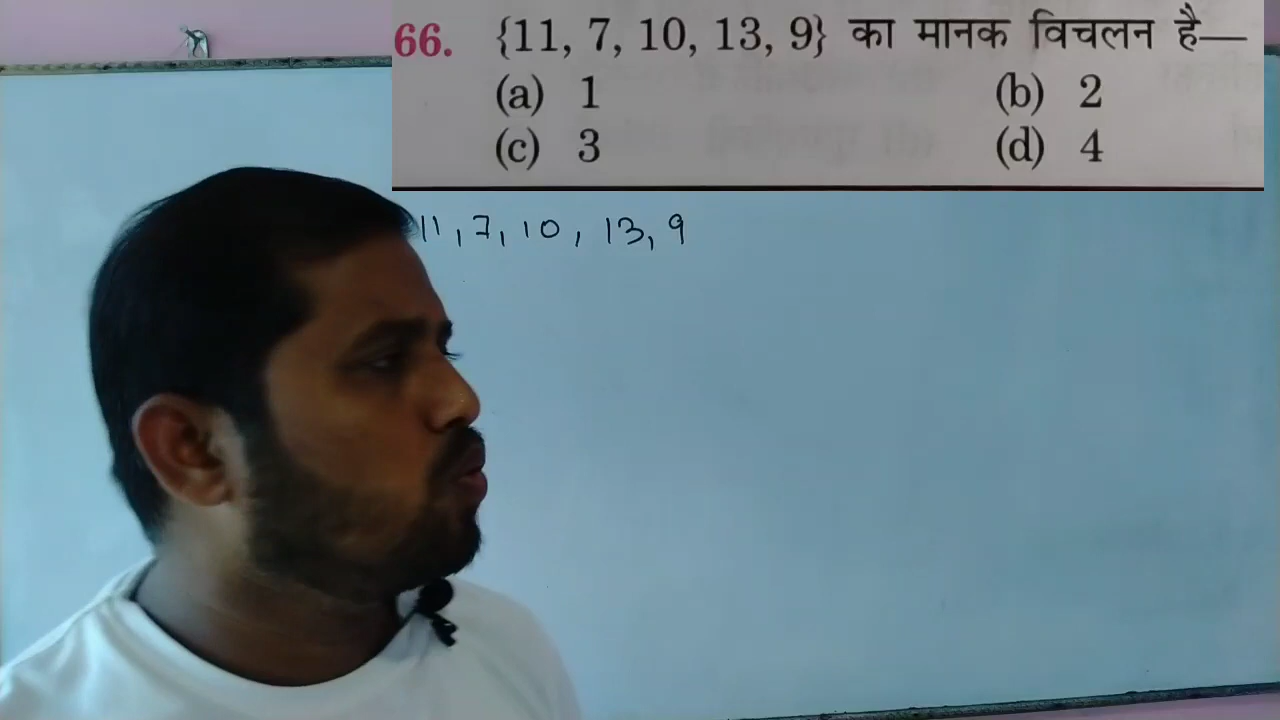 66. {11, 7, 10, 13, 9} का मानक विचलन है—
(a) 1 (b) 2
(c) 3 (d) 4
11, 7, 10, 13, 9